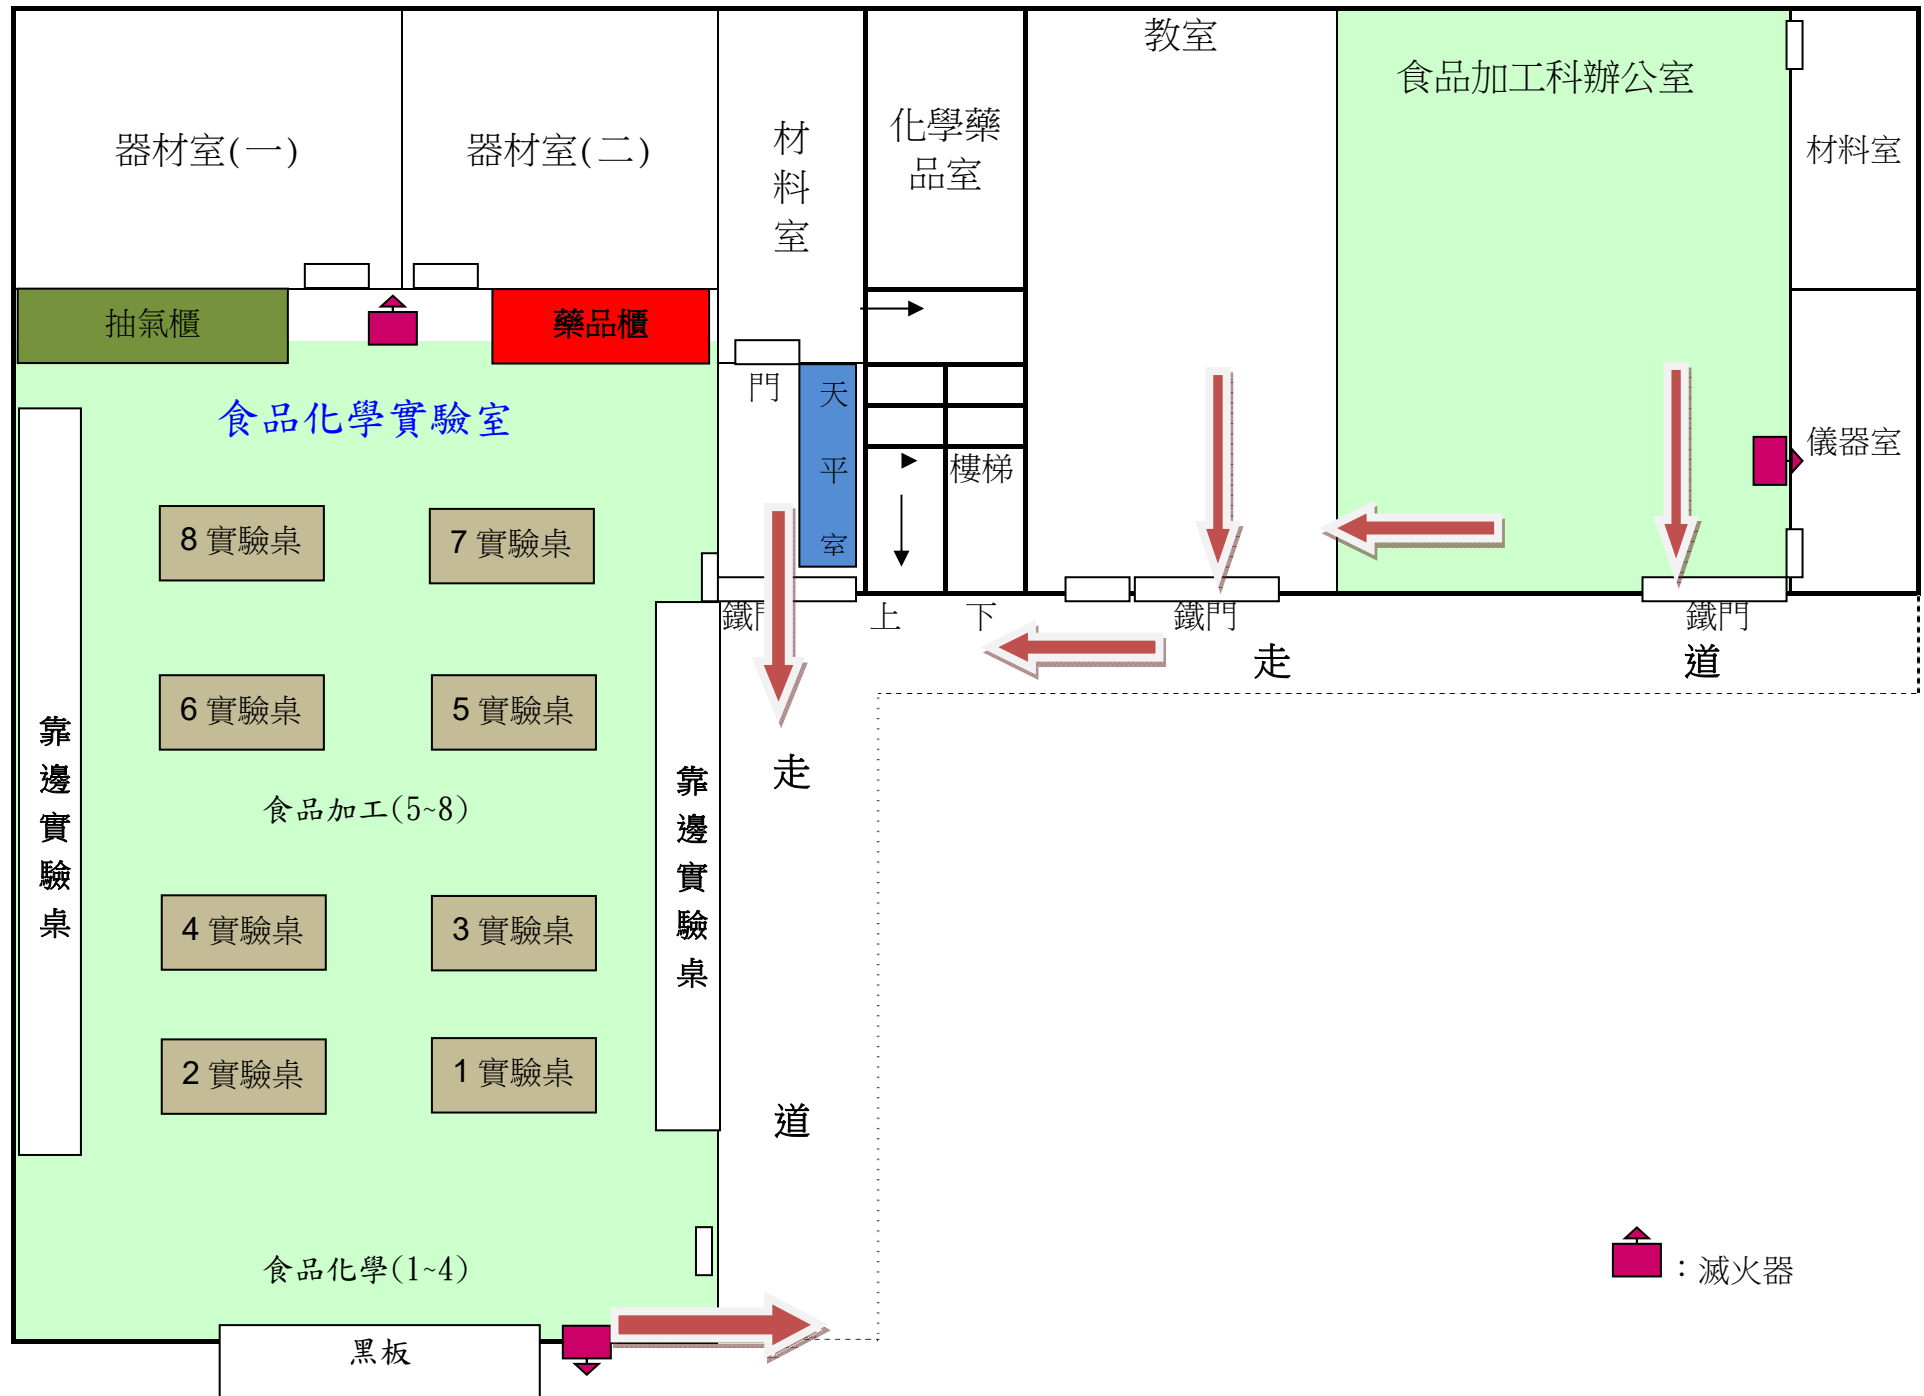 教室
食品加工科辦公室
器材室(一)
器材室(二)
材
料
室
化學藥
品室
材料室
抽氣櫃
藥品櫃
門
天
平
室
食品化學實驗室
樓梯
儀器室
8 實驗桌
7 實驗桌
鐵門
上
下
鐵門
鐵門
走
道
6 實驗桌
5 實驗桌
靠
邊
實
驗
桌
靠
邊
實
驗
桌
走
道
食品加工(5~8)
4 實驗桌
3 實驗桌
2 實驗桌
1 實驗桌
食品化學(1~4)
：滅火器
黑板